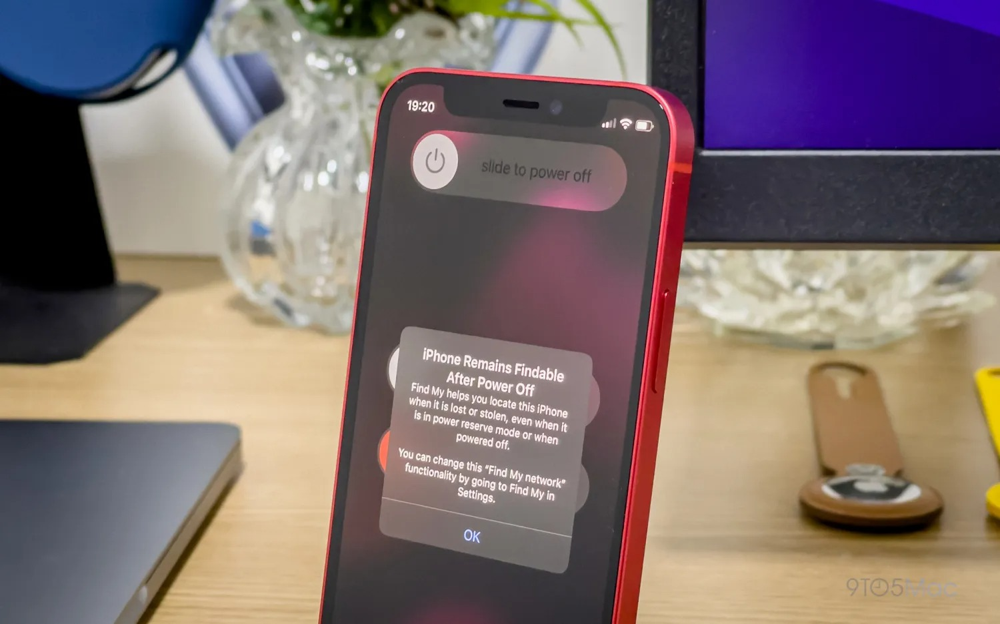 19:20
slide to power off
iPhone Remains Findable
After Power Off
Find My helps you locate this iPhone
when it is lost or stolen, even when it
is in power reserve mode or when
powered off.
You can change this “Find My network”
functionality by going to Find My in
Settings.
OK
9TO5Mac